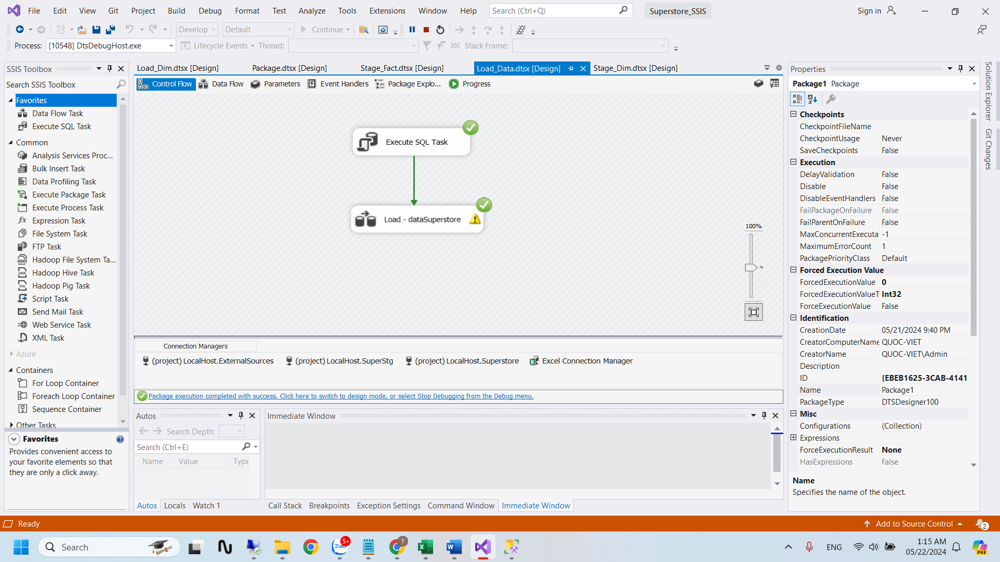 File Edit View Git Project Build Debug Format Test Analyze Tools Extensions Window Help Search (Ctrl+Q) Superstore_SSIS Sign in
Develop Default Continue
Process: [10548] DtsDebugHost.exe Lifecycle Events Thread: Stack Frame:
SSIS Toolbox
Search SSIS Toolbox
Favorites
Data Flow Task
Execute SQL Task
Common
Analysis Services Proc...
Bulk Insert Task
Data Profiling Task
Execute Package Task
Execute Process Task
Expression Task
File System Task
FTP Task
Hadoop File System Ta...
Hadoop Hive Task
Hadoop Pig Task
Script Task
Send Mail Task
Web Service Task
XML Task
Azure
Containers
For Loop Container
Foreach Loop Container
Sequence Container
Other Tasks
Favorites
Provides convenient access to
your favorite elements so that
they are only a click away.
Load_Dim.dtsx [Design] Package.dtsx [Design] Stage_Fact.dtsx [Design] Load_Data.dtsx [Design] Stage_Dim.dtsx [Design]
Control Flow Data Flow Parameters Event Handlers Package Explo... Progress
Execute SQL Task
Load - dataSuperstore
100%
Connection Managers
(project) LocalHost.ExternalSources (project) LocalHost.SuperStg (project) LocalHost.Superstore Excel Connection Manager
Package execution completed with success. Click here to switch to design mode, or select Stop Debugging from the Debug menu.
Autos
Search Depth:
Search (Ctrl+E)
Name Value Type
Autos Locals Watch 1
Immediate Window
Call Stack Breakpoints Exception Settings Command Window Immediate Window
Properties
Package1 Package
Checkpoints
CheckpointFileName
CheckpointUsage Never
SaveCheckpoints False
Execution
DelayValidation False
Disable False
DisableEventHandlers False
FailPackageOnFailure False
FailParentOnFailure False
MaxConcurrentExecuta -1
MaximumErrorCount 1
PackagePriorityClass Default
Forced Execution Value
ForcedExecutionValue 0
ForcedExecutionValueT Int32
ForceExecutionValue False
Identification
CreationDate 05/21/2024 9:40 PM
CreatorComputerName QUOC-VIET
CreatorName QUOC-VIET\Admin
Description
ID {EBEB1625-3CAB-4141
Name Package1
PackageType DTSDesigner100
Misc
Configurations (Collection)
Expressions
ForceExecutionResult None
HasExpressions False
Name
Specifies the name of the object.
Solution Explorer
Git Changes
Ready Add to Source Control 2
Search
Zalo 5+
T
ENG
1:15 AM
05/22/2024
PRE